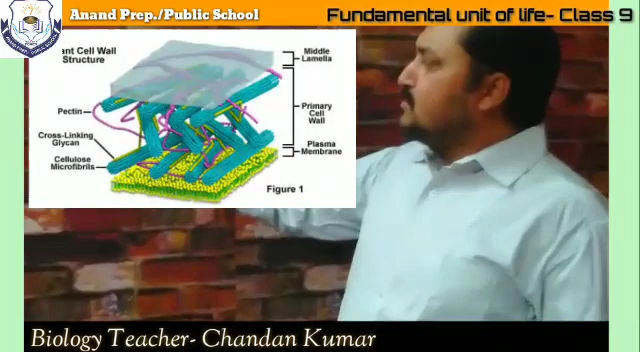 Anand Prep./Public School
Fundamental unit of life- Class 9
ant Cell Wall
Structure
Middle
Lamella
Pectin
Primary
Cell
Wall
Cross-Linking
Glycan
Plasma
Membrane
Cellulose
Microfibrils
Figure 1
Biology Teacher- Chandan Kumar